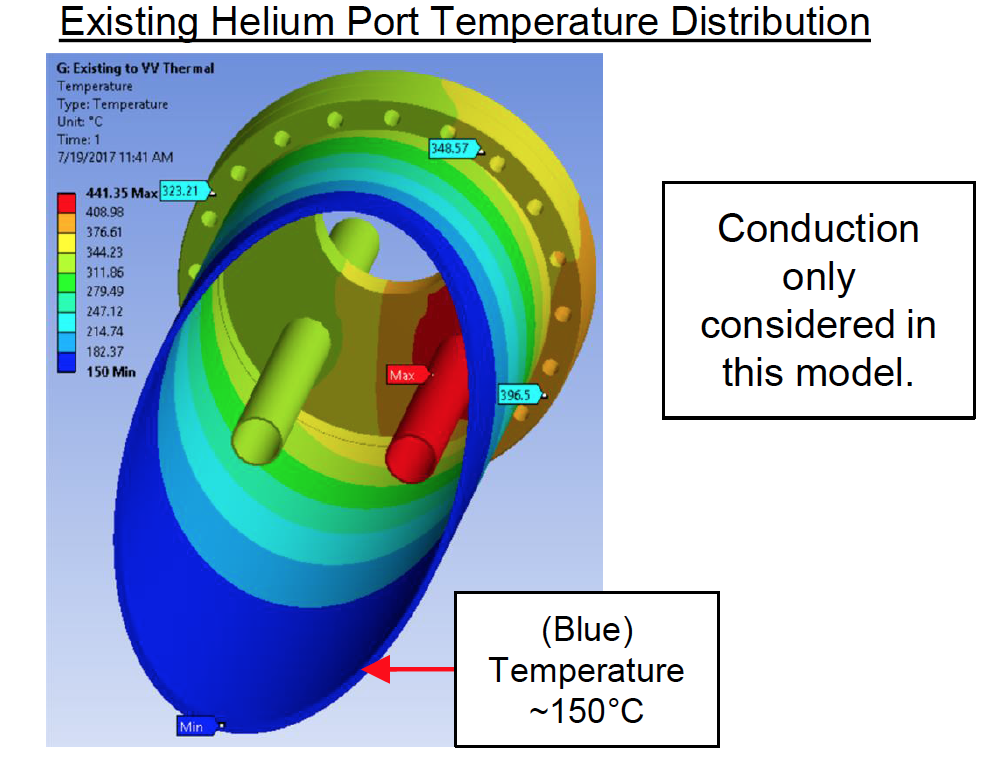 Existing Helium Port Temperature Distribution
G: Existing to VV Thermal
Temperature
Type: Temperature
Unit: °C
Time: 1
7/19/2017 11:41 AM
441.35 Max
408.98
376.61
344.23
311.86
279.49
247.12
214.74
182.37
150 Min
323.21
348.57
Max
396.5
Min
Conduction
only
considered in
this model.
(Blue)
Temperature
~150°C